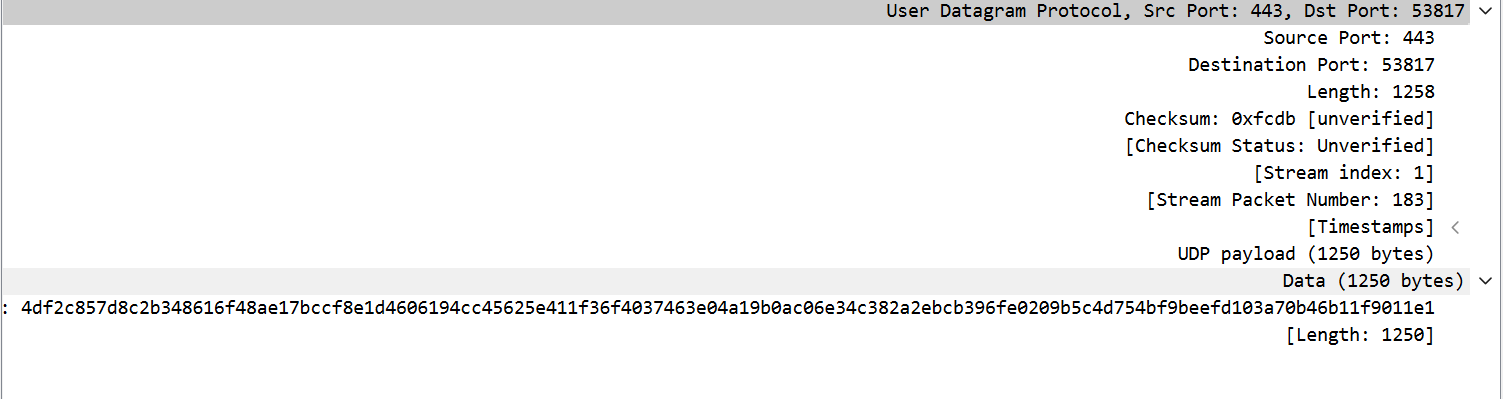 User Datagram Protocol, Src Port: 443, Dst Port: 53817
Source Port: 443
Destination Port: 53817
Length: 1258
Checksum: 0xfcdb [unverified]
[Checksum Status: Unverified]
[Stream index: 1]
[Stream Packet Number: 183]
[Timestamps]
UDP payload (1250 bytes)
Data (1250 bytes)
: 4df2c857d8c2b348616f48ae17bccf8e1d4606194cc45625e411f36f4037463e04a19b0ac06e34c382a2ebcb396fe0209b5c4d754bf9beefd103a70b46b11f9011e1
[Length: 1250]